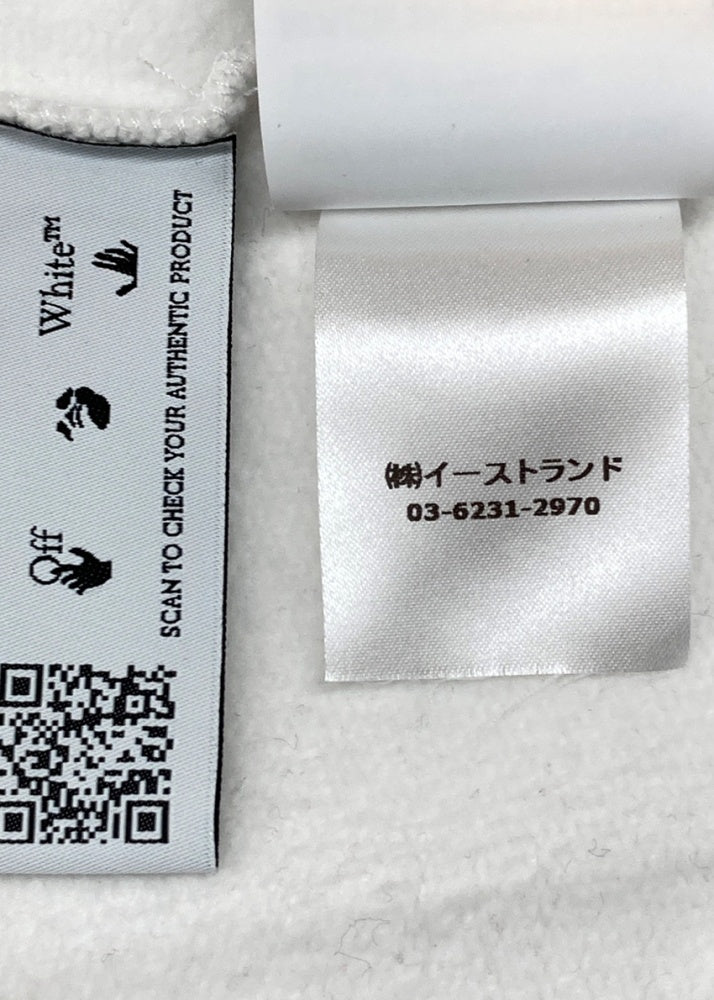 Off White™
SCAN TO CHECK YOUR AUTHENTIC PRODUCT
㈱イーストランド
03-6231-2970